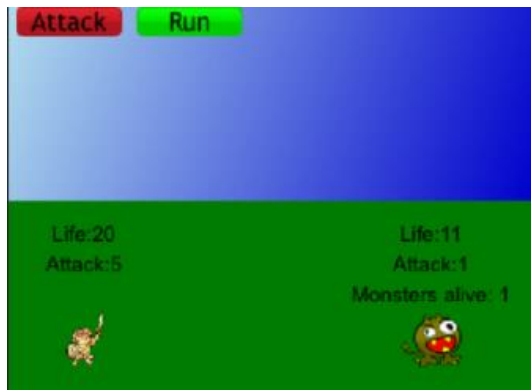 Attack
Run
Life:20
Attack:5
Life:11
Attack:1
Monsters alive: 1